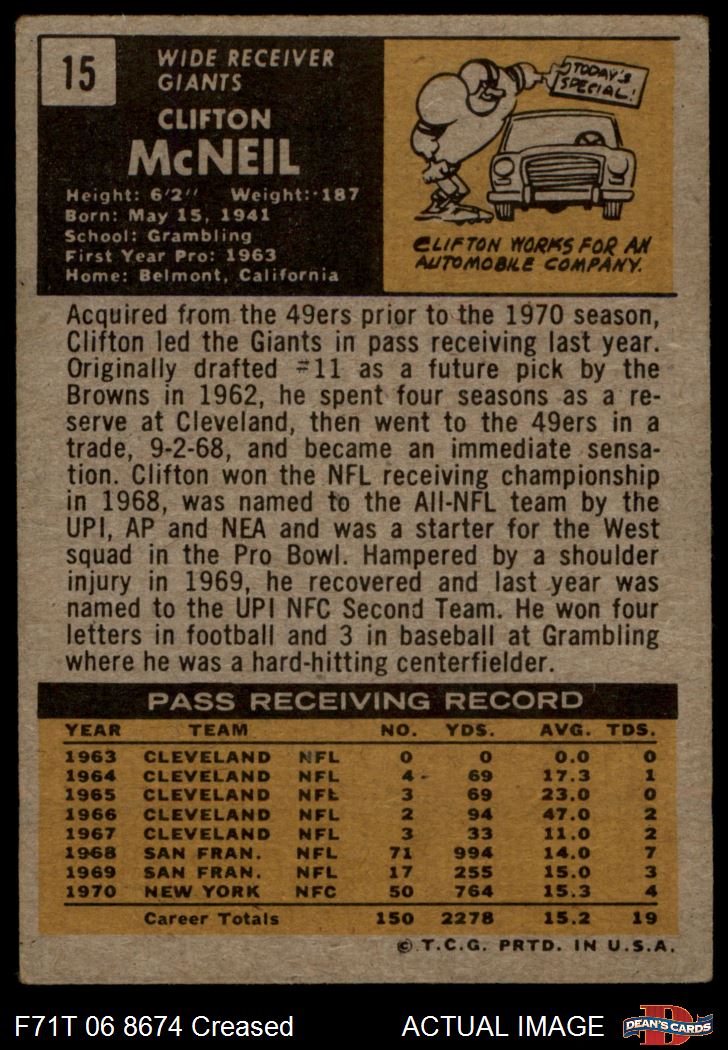 15
WIDE RECEIVER
GIANTS
CLIFTON
McNEIL
Height: 6'2" Weight: 187
Born: May 15, 1941
School: Grambling
First Year Pro: 1963
Home: Belmont, California
TODAY'S
SPECIAL!
CLIFTON WORKS FOR AN
AUTOMOBILE COMPANY.
Acquired from the 49ers prior to the 1970 season,
Clifton led the Giants in pass receiving last year.
Originally drafted #11 as a future pick by the
Browns in 1962, he spent four seasons as a re-
serve at Cleveland, then went to the 49ers in a
trade, 9-2-68, and became an immediate sensa-
tion. Clifton won the NFL receiving championship
in 1968, was named to the All-NFL team by the
UPI, AP and NEA and was a starter for the West
squad in the Pro Bowl. Hampered by a shoulder
injury in 1969, he recovered and last year was
named to the UPI NFC Second Team. He won four
letters in football and 3 in baseball at Grambling
where he was a hard-hitting centerfielder.
PASS RECEIVING RECORD
YEAR TEAM NO. YDS. AVG. TDS.
1963 CLEVELAND NFL 0 0 0.0 0
1964 CLEVELAND NFL 4 69 17.3 1
1965 CLEVELAND NFL 3 69 23.0 0
1966 CLEVELAND NFL 2 94 47.0 2
1967 CLEVELAND NFL 3 33 11.0 2
1968 SAN FRAN. NFL 71 994 14.0 7
1969 SAN FRAN. NFL 17 255 15.0 3
1970 NEW YORK NFC 50 764 15.3 4
Career Totals 150 2278 15.2 19
© T.C.G. PRTD. IN U.S.A.
F71T 06 8674 Creased ACTUAL IMAGE
D
DEAN'S CARDS